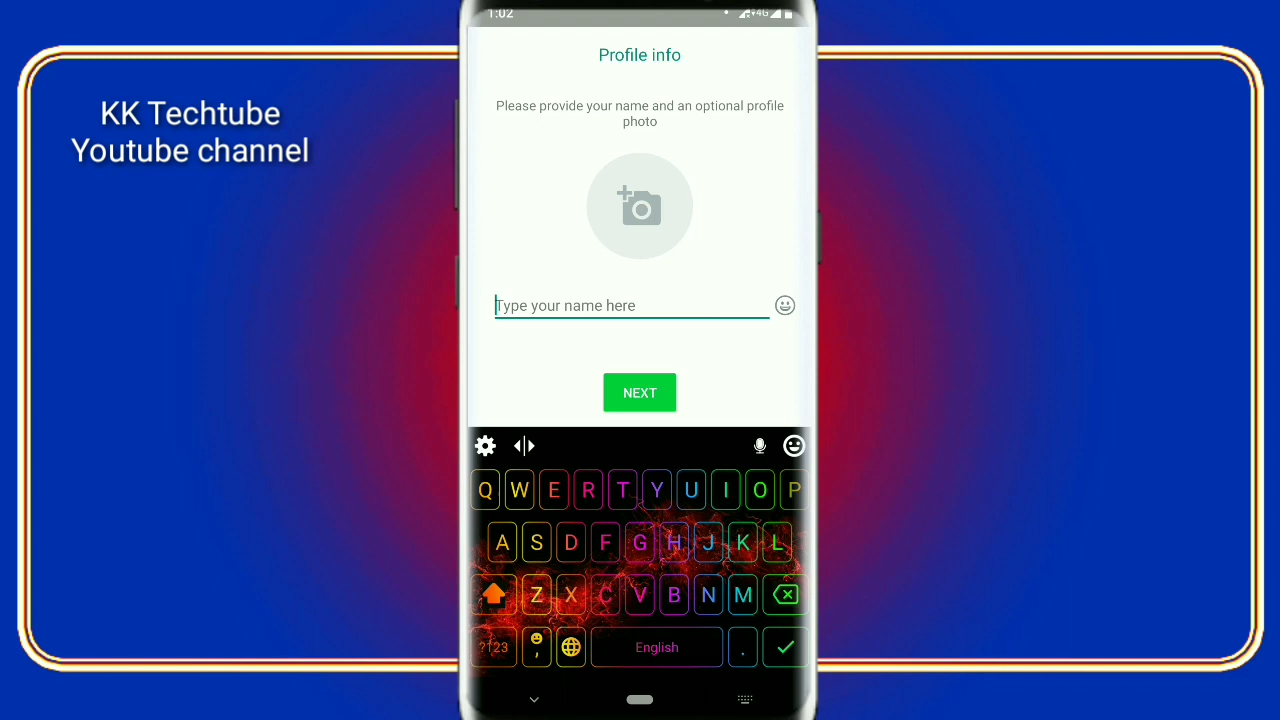 1:02
4G
KK Techtube
Youtube channel
Profile info
Please provide your name and an optional profile
photo
Type your name here
NEXT
Q W E R T Y U I O P
A S D F G H J K L
Z X C V B N M
?123 , English .